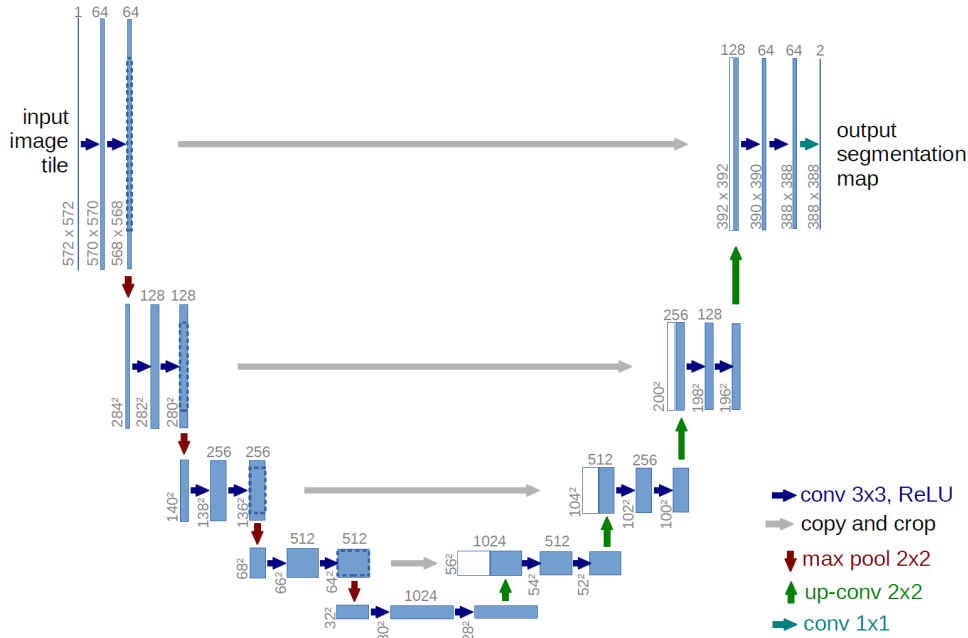 1 64 64
128 64 64 2
input
image
tile
output
segmentation
map
572 x 572
570 x 570
568 x 568
392 x 392
390 x 390
388 x 388
388 x 388
128 128
256 128
284²
282²
280²
200²
198²
196²
256 256
512 256
140²
138²
136²
104²
102²
100²
conv 3x3, ReLU
copy and crop
max pool 2x2
up-conv 2x2
conv 1x1
512 512
1024 512
68²
66²
64²
56²
54²
52²
1024
32²
30²
28²